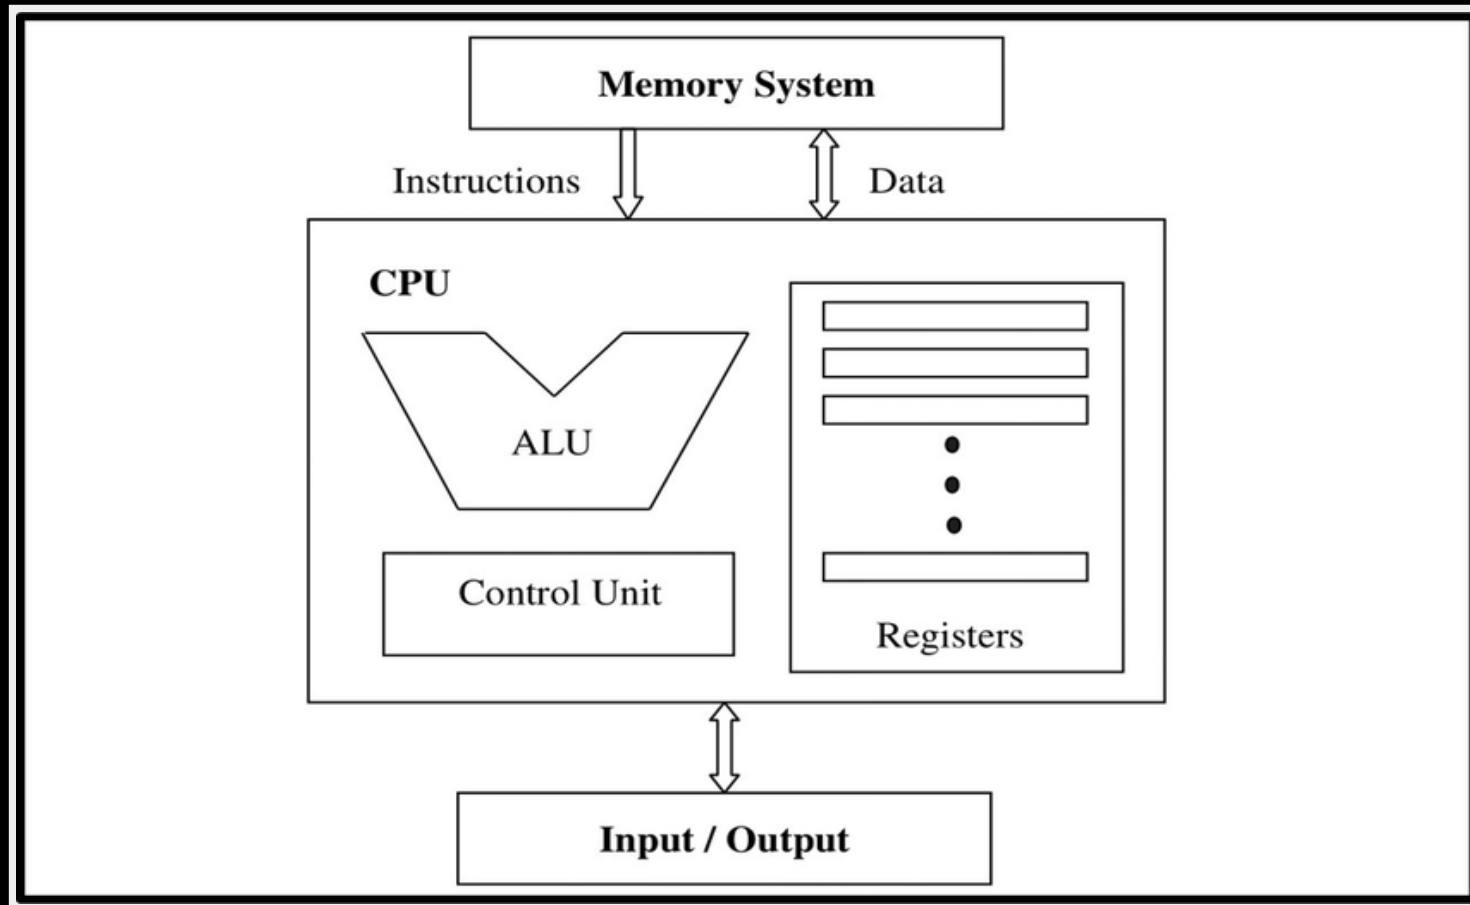 Memory System
Instructions
Data
CPU
ALU
Control Unit
Registers
Input / Output